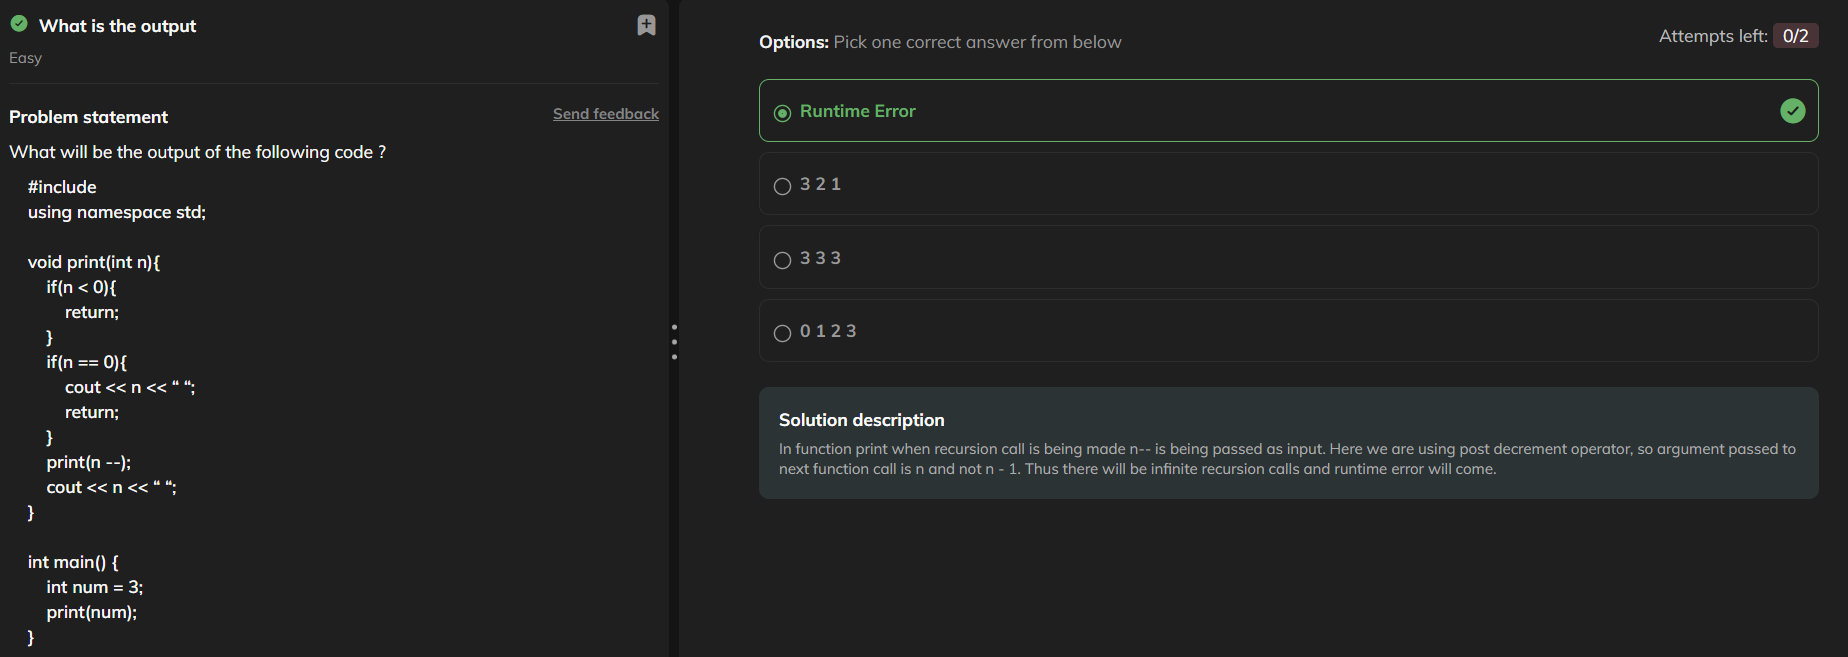 What is the output
Easy
Problem statement
Send feedback
What will be the output of the following code ?
#include
using namespace std;
void print(int n){
if(n < 0){
return;
}
if(n == 0){
cout << n << “ “;
return;
}
print(n --);
cout << n << “ “;
}
int main() {
int num = 3;
print(num);
}
Options: Pick one correct answer from below
Attempts left: 0/2
Runtime Error
3 2 1
3 3 3
0 1 2 3
Solution description
In function print when recursion call is being made n-- is being passed as input. Here we are using post decrement operator, so argument passed to
next function call is n and not n - 1. Thus there will be infinite recursion calls and runtime error will come.